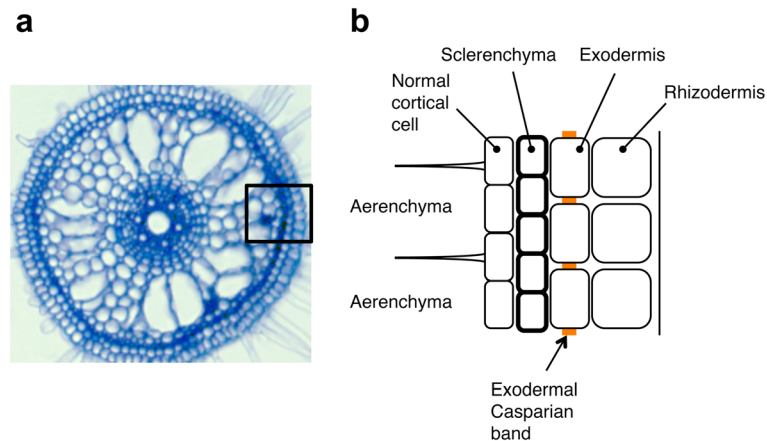 a
b
Sclerenchyma
Exodermis
Normal
cortical
cell
Rhizodermis
Aerenchyma
Aerenchyma
Exodermal
Casparian
band